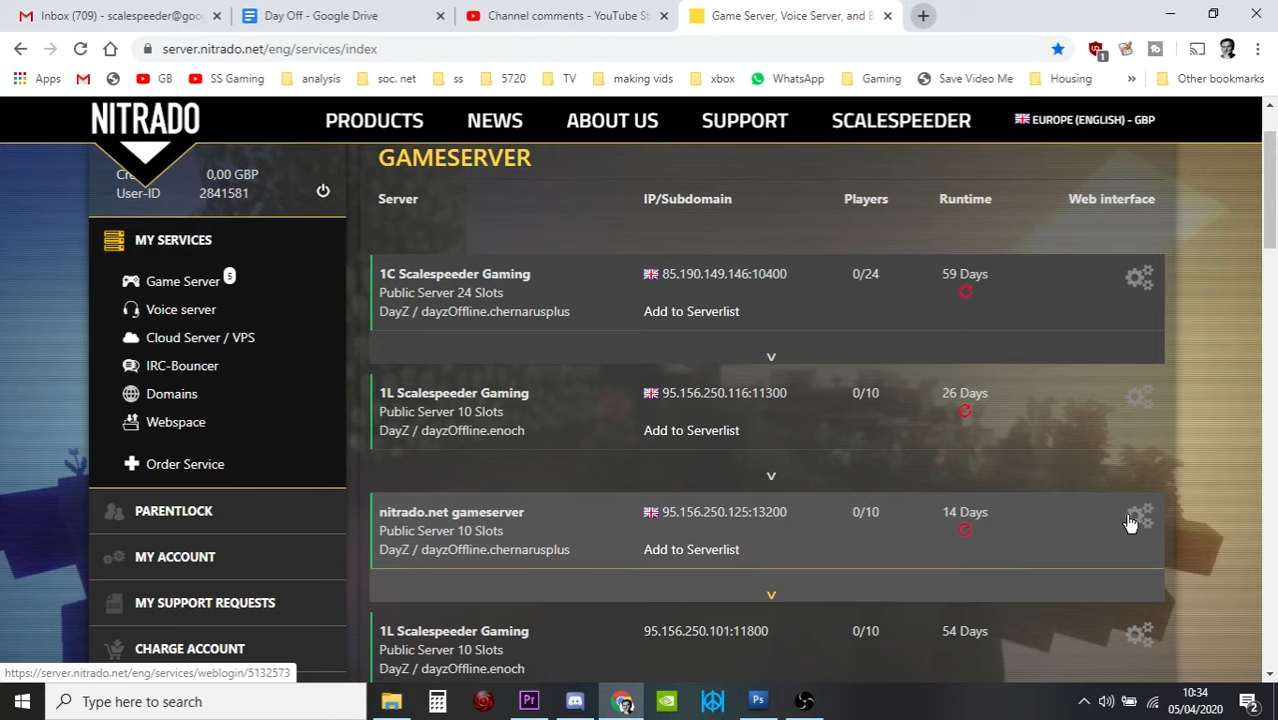 Inbox (709) - scalespeeder@goo
Day Off - Google Drive
Channel comments - YouTube St
Game Server, Voice Server, and B
server.nitrado.net/eng/services/index
1
Apps
GB
SS Gaming
analysis
soc. net
ss
5720
TV
making vids
xbox
WhatsApp
Gaming
Save Video Me
Housing
»
Other bookmarks
NITRADO
PRODUCTS
NEWS
ABOUT US
SUPPORT
SCALESPEEDER
EUROPE (ENGLISH) - GBP
0,00 GBP
User-ID 2841581
MY SERVICES
Game Server 5
Voice server
Cloud Server / VPS
IRC-Bouncer
Domains
Webspace
Order Service
PARENTLOCK
MY ACCOUNT
MY SUPPORT REQUESTS
CHARGE ACCOUNT
GAMESERVER
Server IP/Subdomain Players Runtime Web interface
1C Scalespeeder Gaming 85.190.149.146:10400 0/24 59 Days
Public Server 24 Slots
DayZ / dayzOffline.chernarusplus Add to Serverlist
v
1L Scalespeeder Gaming 95.156.250.116:11300 0/10 26 Days
Public Server 10 Slots
DayZ / dayzOffline.enoch Add to Serverlist
v
nitrado.net gameserver 95.156.250.125:13200 0/10 14 Days
Public Server 10 Slots
DayZ / dayzOffline.chernarusplus Add to Serverlist
v
1L Scalespeeder Gaming 95.156.250.101:11800 0/10 54 Days
Public Server 10 Slots
DayZ / dayzOffline.enoch
https://server.nitrado.net/eng/services/weblogin/5132573
Type here to search
Pr
Ps
10:34
05/04/2020
2